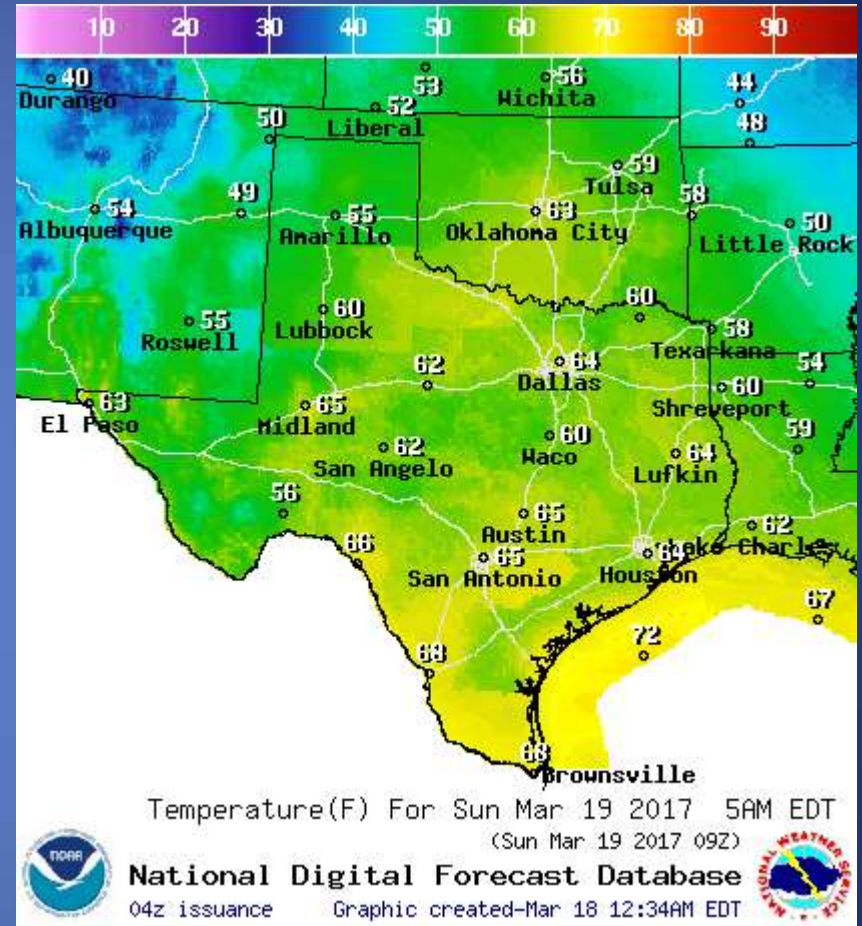 10 20 30 40 50 60 70 80 90
40 53 56 44
Durango Wichita
52
Liberal
50 48
59
Tulsa
54 49 55 63 58 50
Albuquerque Amarillo Oklahoma City Little Rock
55 60 60 58
Roswell Lubbock Texarkana
62 64 60 54
Dallas Shreveport
63 65
El Paso Midland
62 60 64 59
San Angelo Waco Lufkin
56 65 62
Austin
66 65 64 Lake Charles
San Antonio Houston
67
72
68
68
Brownsville
Temperature(F) For Sun Mar 19 2017 5AM EDT
(Sun Mar 19 2017 09Z)
NOAA
NATIONAL WEATHER SERVICE
National Digital Forecast Database
04z issuance Graphic created-Mar 18 12:34AM EDT